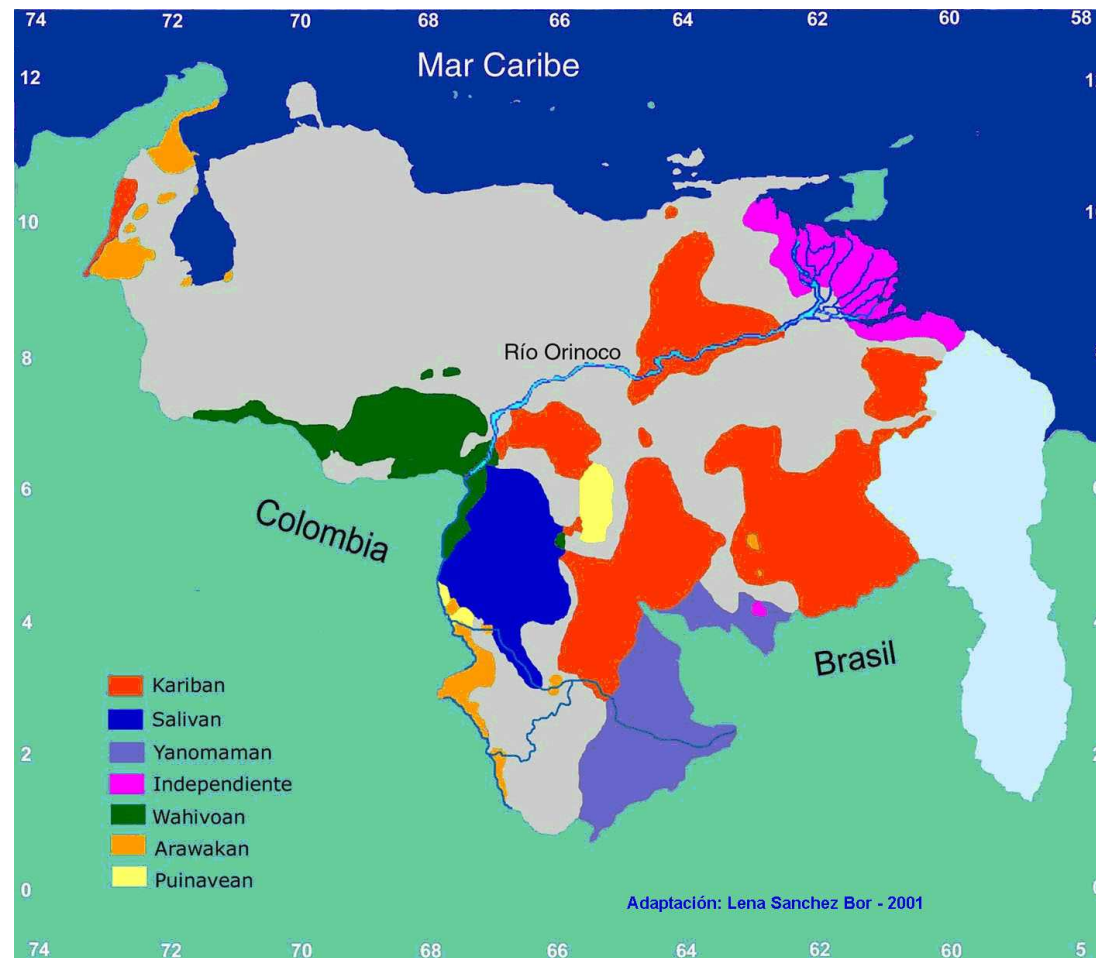 74 72 70 68 66 64 62 60 58
Mar Caribe
12
10
8
6
4
2
0
Río Orinoco
Colombia
Brasil
Kariban
Salivan
Yanomaman
Independiente
Wahivoan
Arawakan
Puinavean
Adaptación: Lena Sanchez Bor - 2001
74 72 70 68 66 64 62 60 5